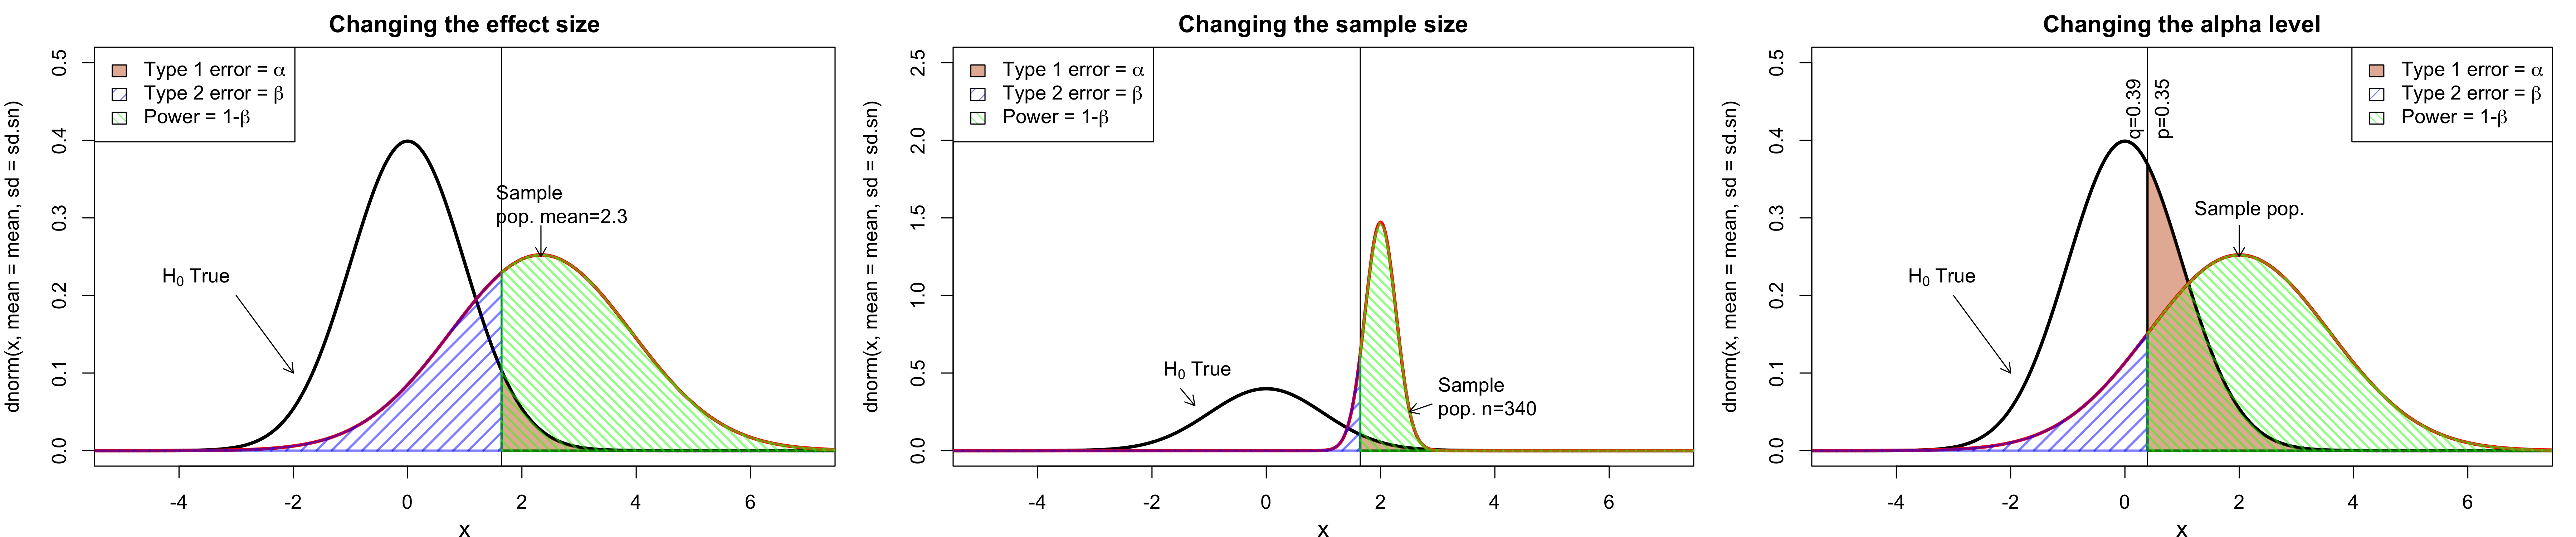 Changing the effect size
dnorm(x, mean = mean, sd = sd.sn)
0.5
0.4
0.3
0.2
0.1
0.0
Type 1 error = α
Type 2 error = β
Power = 1-β
Sample
pop. mean=2.3
H₀ True
-4 -2 0 2 4 6
x
Changing the sample size
dnorm(x, mean = mean, sd = sd.sn)
2.5
2.0
1.5
1.0
0.5
0.0
Type 1 error = α
Type 2 error = β
Power = 1-β
H₀ True
Sample
pop. n=340
-4 -2 0 2 4 6
x
Changing the alpha level
dnorm(x, mean = mean, sd = sd.sn)
0.5
0.4
0.3
0.2
0.1
0.0
q=0.39
p=0.35
Type 1 error = α
Type 2 error = β
Power = 1-β
Sample pop.
H₀ True
-4 -2 0 2 4 6
x